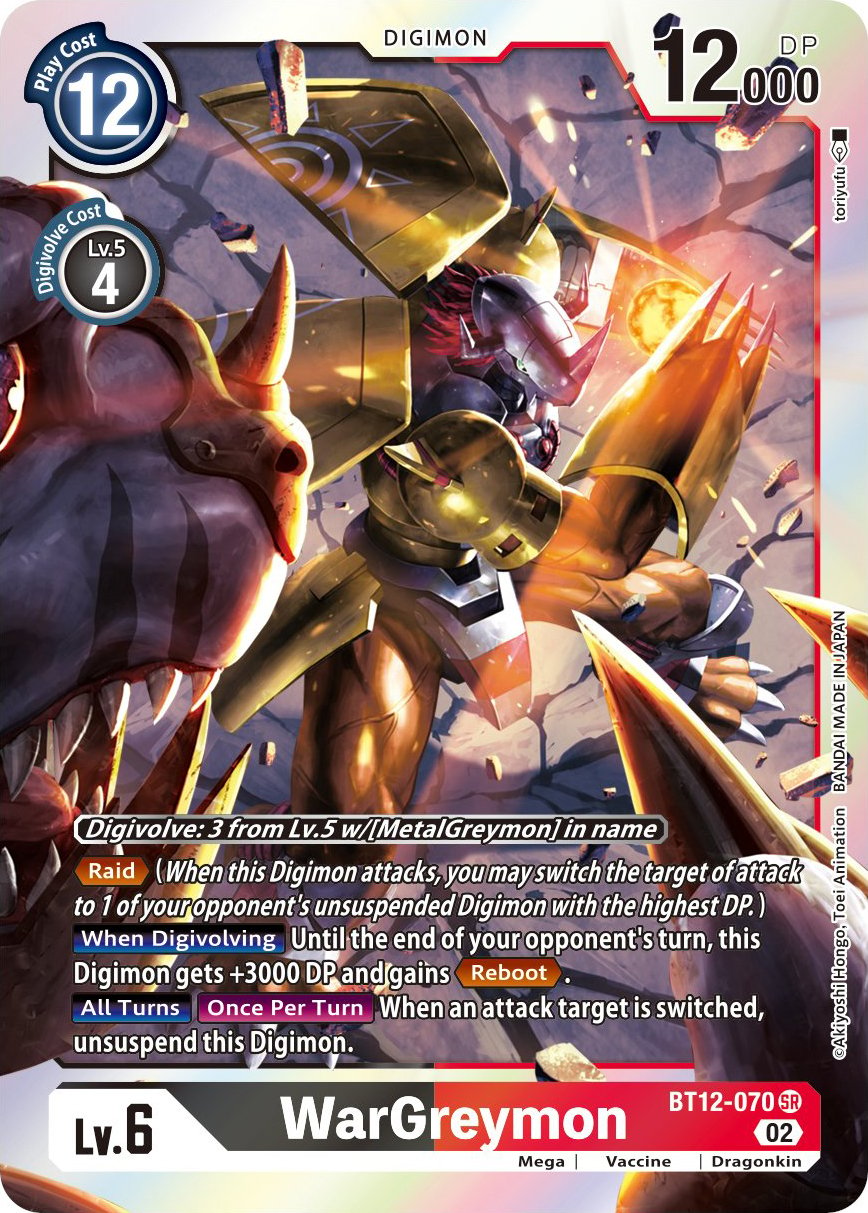 DIGIMON
Play Cost
12
DP
12000
toriyufu
Digivolve Cost
Lv.5
4
Digivolve: 3 from Lv.5 w/[MetalGreymon] in name
Raid (When this Digimon attacks, you may switch the target of attack
to 1 of your opponent's unsuspended Digimon with the highest DP.)
When Digivolving Until the end of your opponent's turn, this
Digimon gets +3000 DP and gains Reboot.
All Turns Once Per Turn When an attack target is switched,
unsuspend this Digimon.
©Akiyoshi Hongo, Toei Animation BANDAI MADE IN JAPAN
Lv.6
WarGreymon
BT12-070 SR
02
Mega | Vaccine | Dragonkin